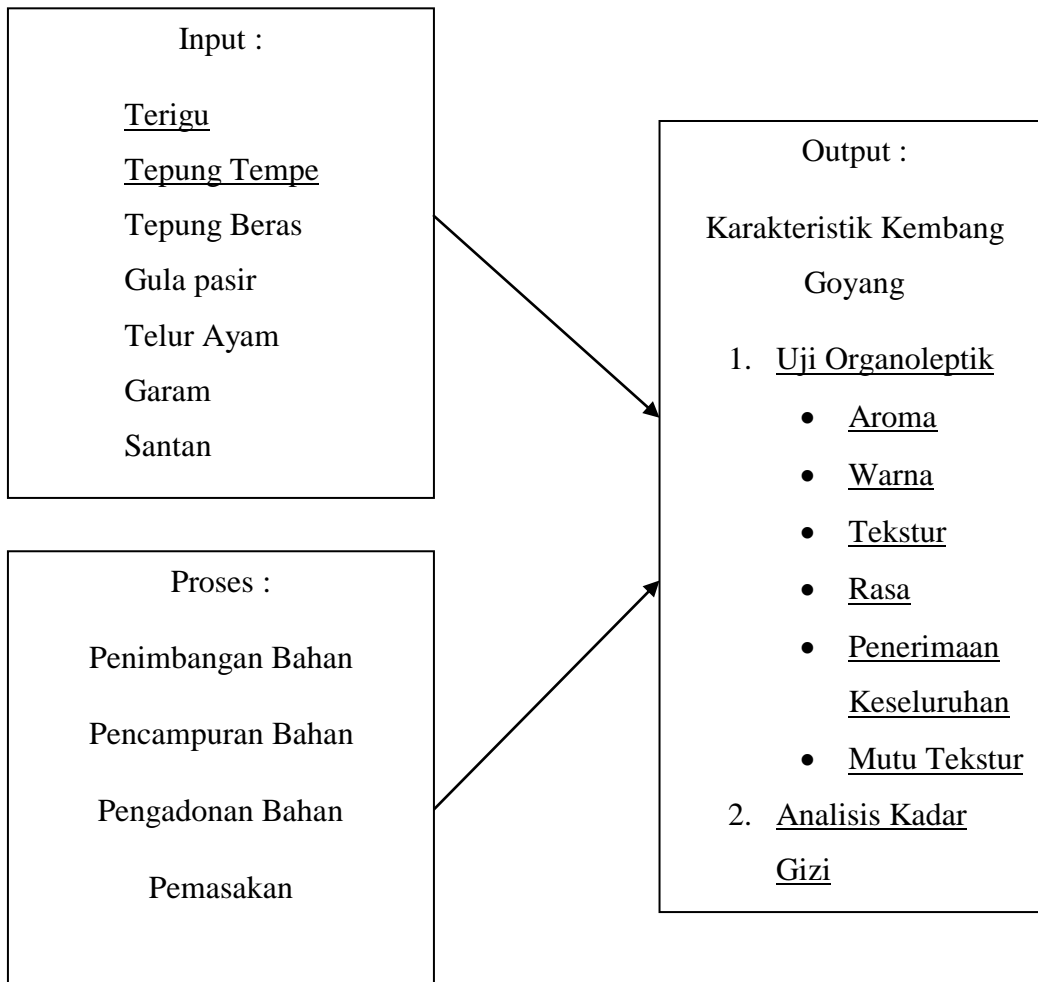 Input :
Terigu
Tepung Tempe
Tepung Beras
Gula pasir
Telur Ayam
Garam
Santan
Proses :
Penimbangan Bahan
Pencampuran Bahan
Pengadonan Bahan
Pemasakan
Output :
Karakteristik Kembang
Goyang
1. Uji Organoleptik
• Aroma
• Warna
• Tekstur
• Rasa
• Penerimaan
Keseluruhan
• Mutu Tekstur
2. Analisis Kadar
Gizi